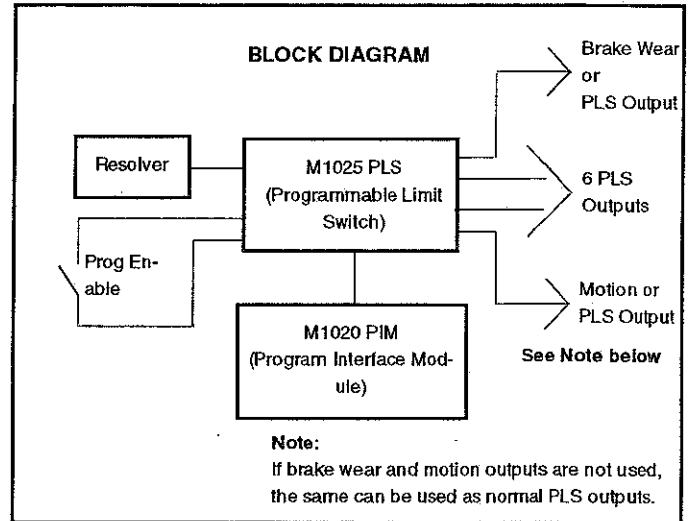 BLOCK DIAGRAM
Brake Wear
or
PLS Output
Resolver
M1025 PLS
(Programmable Limit
Switch)
6 PLS
Outputs
Prog En-
able
Motion or
PLS Output
See Note below
M1020 PIM
(Program Interface Mod-
ule)
Note:
If brake wear and motion outputs are not used,
the same can be used as normal PLS outputs.